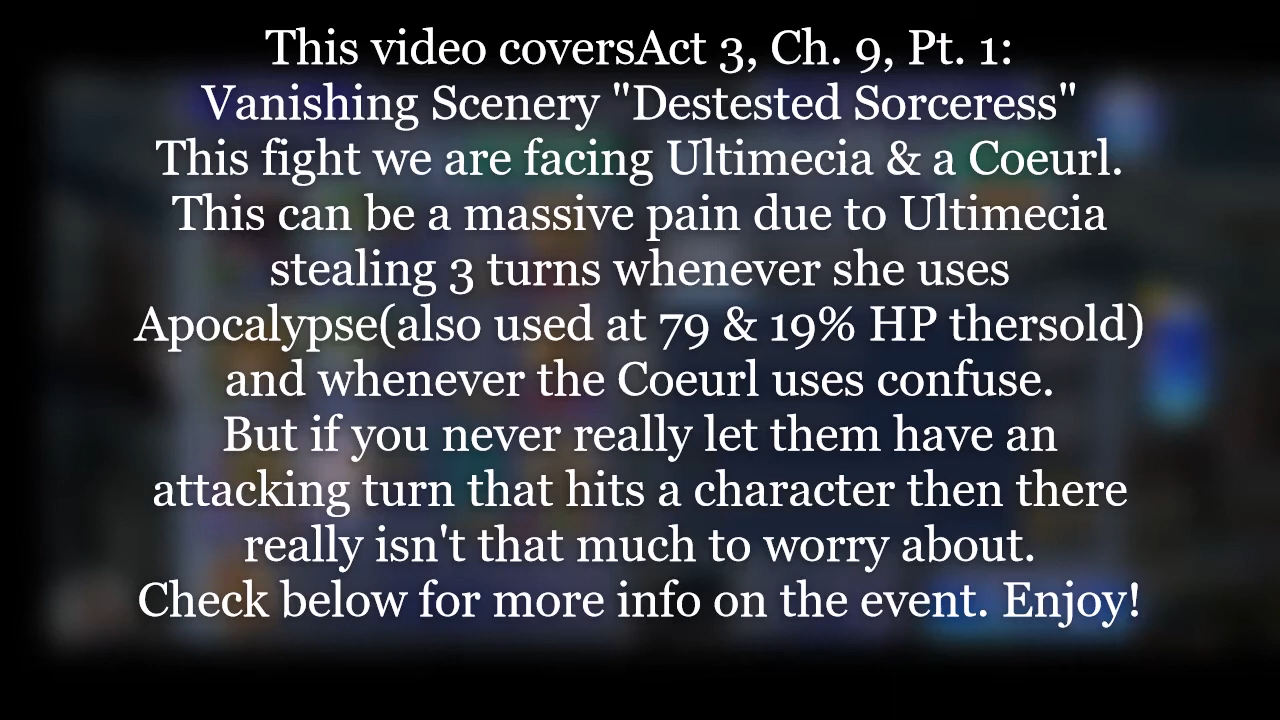 This video coversAct 3, Ch. 9, Pt. 1:
Vanishing Scenery "Destested Sorceress"
This fight we are facing Ultimecia & a Coeurl.
This can be a massive pain due to Ultimecia
stealing 3 turns whenever she uses
Apocalypse(also used at 79 & 19% HP thersold)
and whenever the Coeurl uses confuse.
But if you never really let them have an
attacking turn that hits a character then there
really isn't that much to worry about.
Check below for more info on the event. Enjoy!